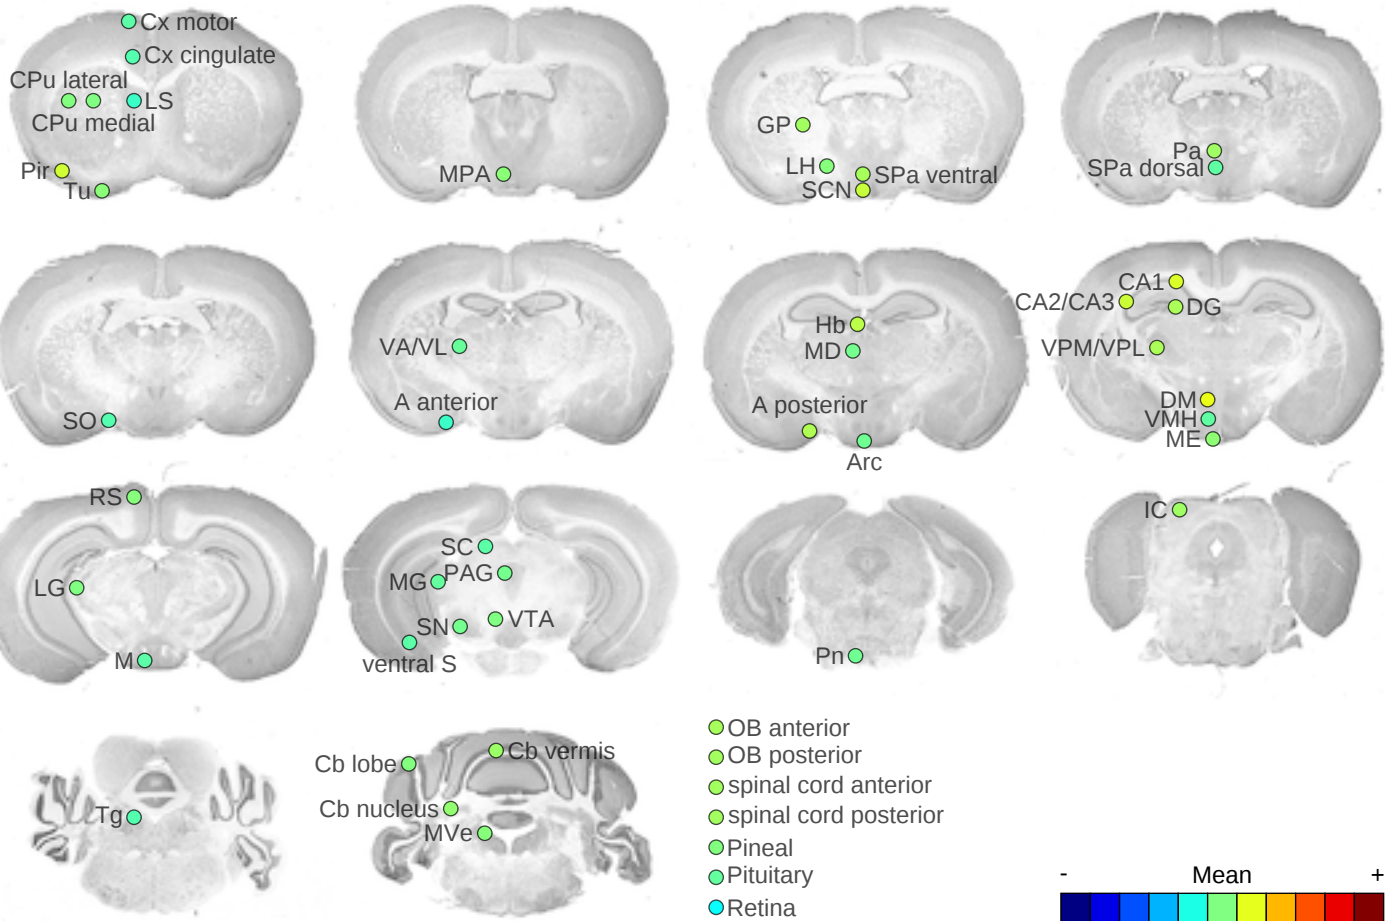 Cx motor
Cx cingulate
CPu lateral
LS
CPu medial
Pir
Tu
MPA
GP
LH
SPa ventral
SCN
Pa
SPa dorsal
SO
VA/VL
A anterior
Hb
MD
A posterior
Arc
CA1
CA2/CA3
DG
VPM/VPL
DM
VMH
ME
RS
LG
M
SC
MG
PAG
SN
VTA
ventral S
Pn
IC
Tg
Cb lobe
Cb vermis
Cb nucleus
MVe
OB anterior
OB posterior
spinal cord anterior
spinal cord posterior
Pineal
Pituitary
Retina
- Mean +